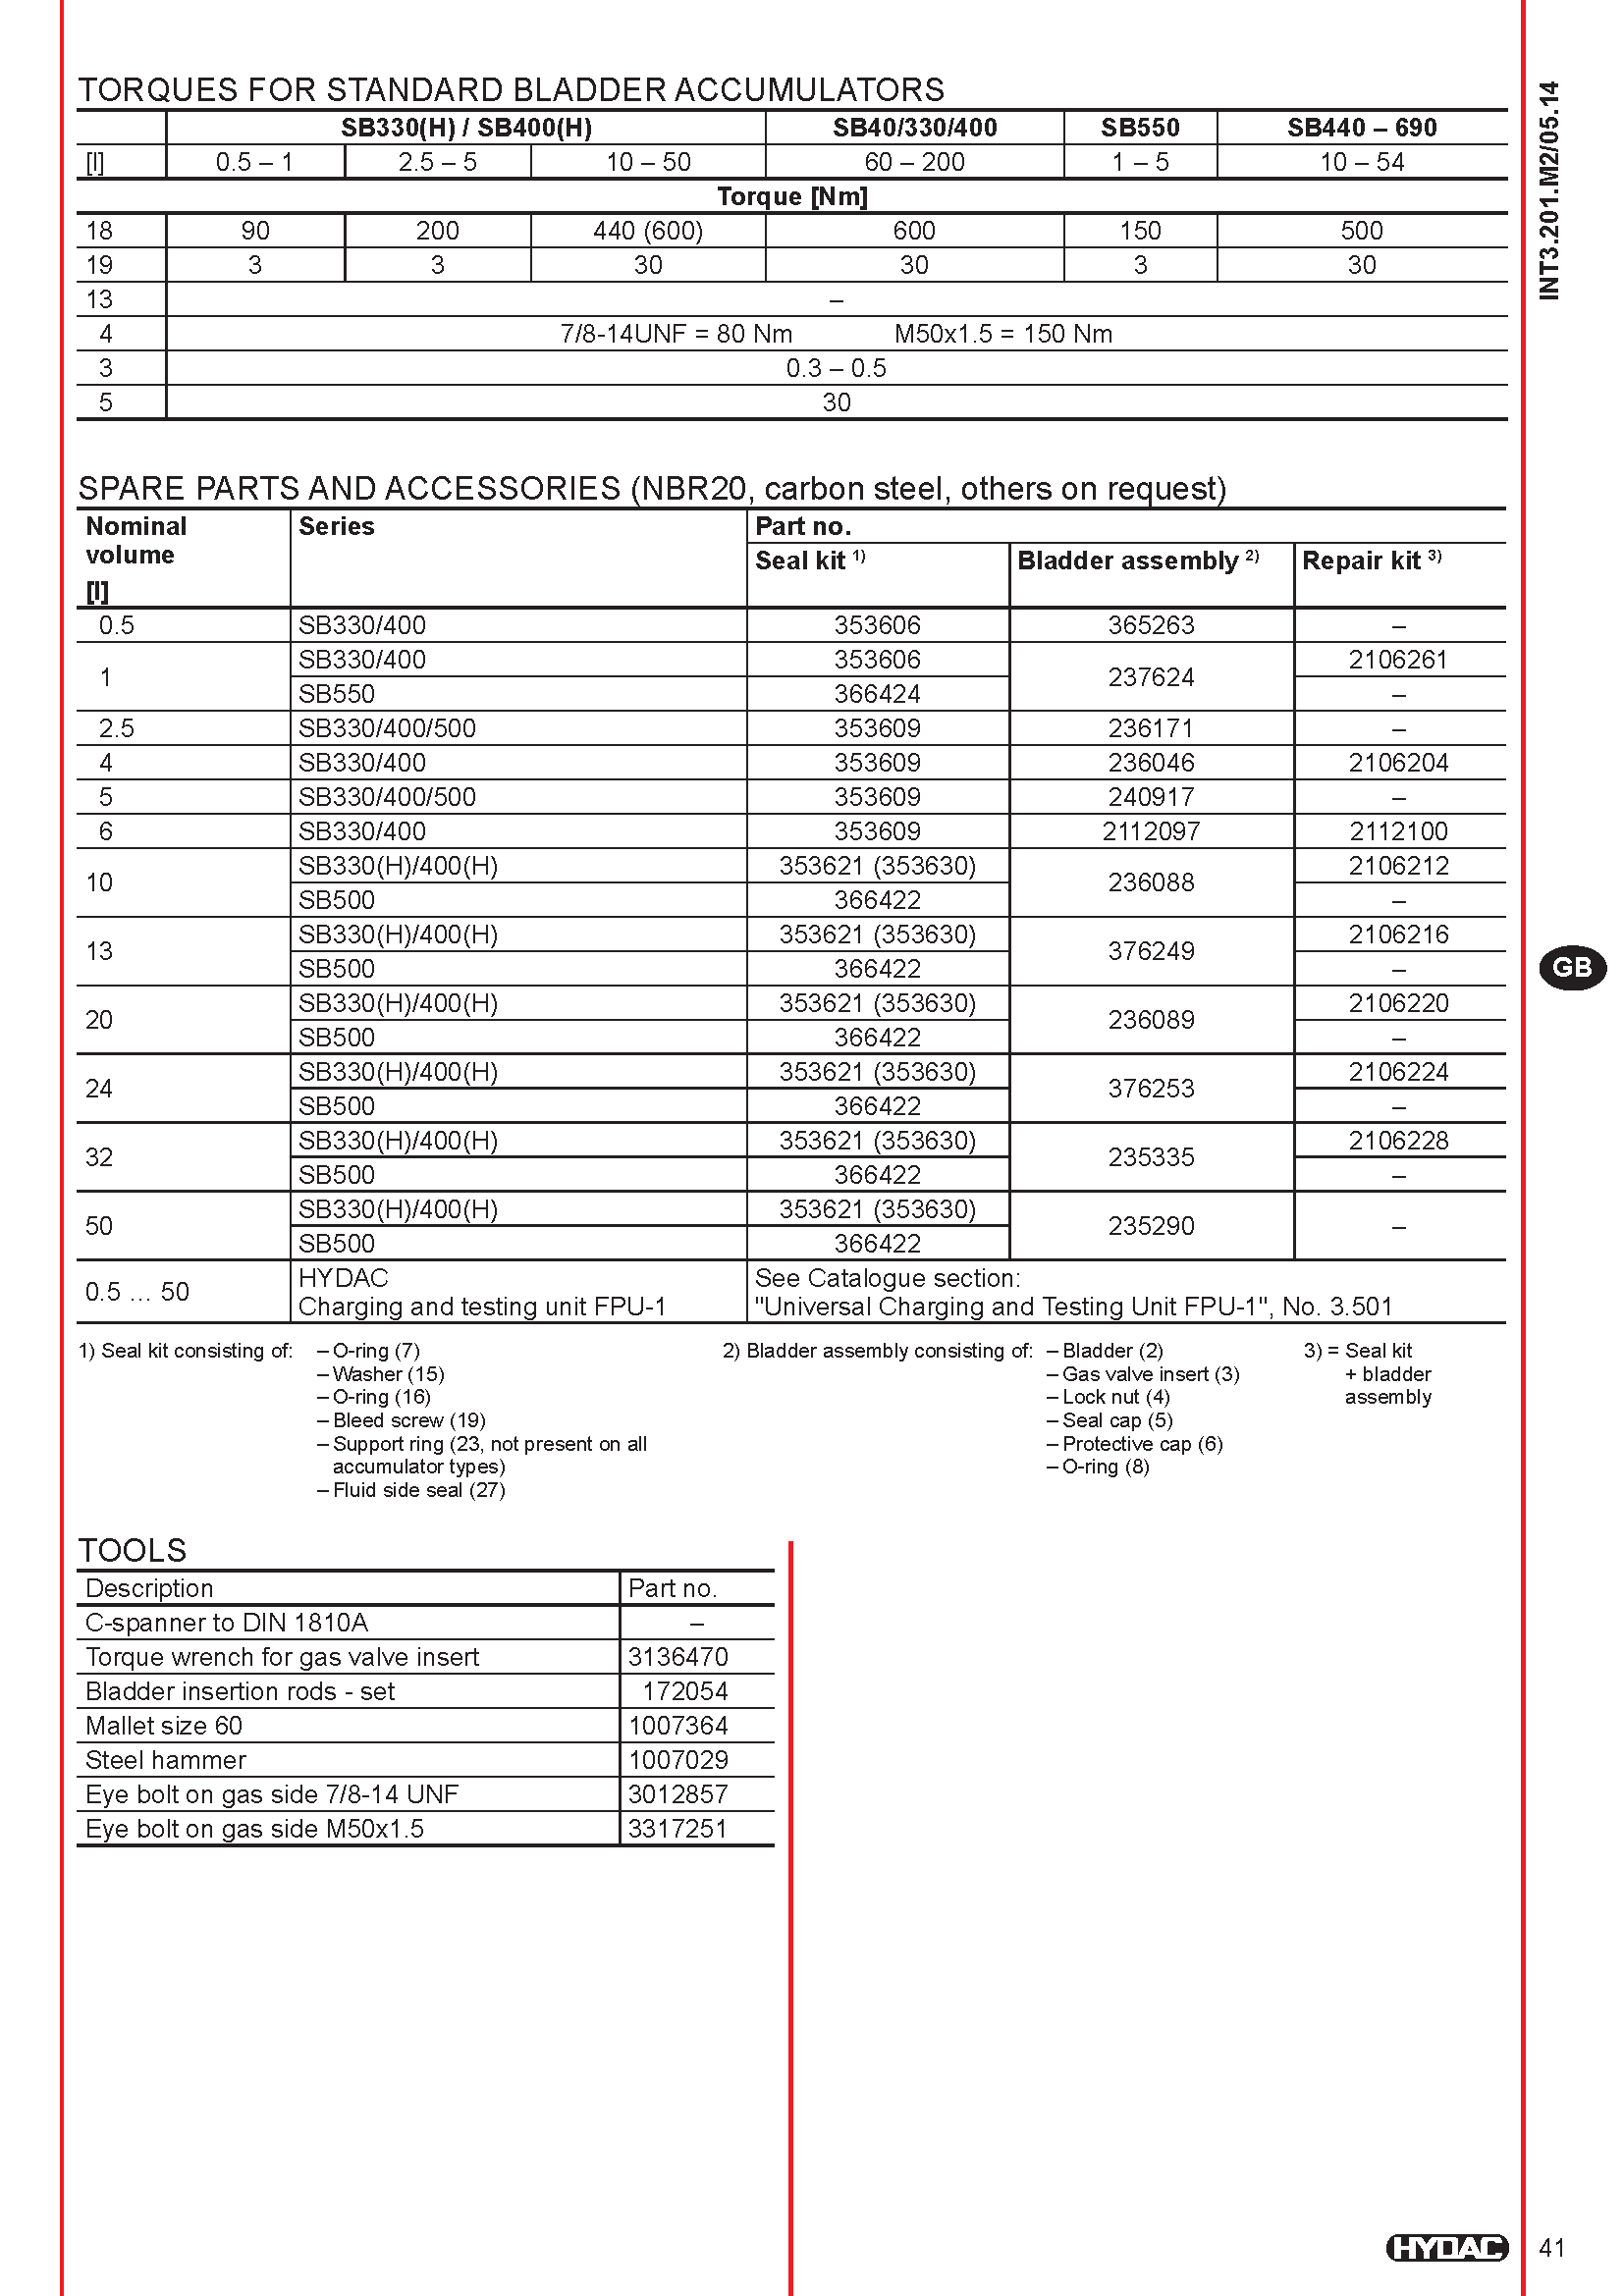 TORQUES FOR STANDARD BLADDER ACCUMULATORS
SB330(H) / SB400(H) SB40/330/400 SB550 SB440 – 690
[l] 0.5 – 1 2.5 – 5 10 – 50 60 – 200 1 – 5 10 – 54
Torque [Nm]
18 90 200 440 (600) 600 150 500
19 3 3 30 30 3 30
13 –
4 7/8-14UNF = 80 Nm M50x1.5 = 150 Nm
3 0.3 – 0.5
5 30
SPARE PARTS AND ACCESSORIES (NBR20, carbon steel, others on request)
Nominal Series Part no.
volume Seal kit 1) Bladder assembly 2) Repair kit 3)
[l]
0.5 SB330/400 353606 365263 –
1 SB330/400 353606 237624 2106261
SB550 366424 –
2.5 SB330/400/500 353609 236171 –
4 SB330/400 353609 236046 2106204
5 SB330/400/500 353609 240917 –
6 SB330/400 353609 2112097 2112100
10 SB330(H)/400(H) 353621 (353630) 236088 2106212
SB500 366422 –
13 SB330(H)/400(H) 353621 (353630) 376249 2106216
SB500 366422 –
20 SB330(H)/400(H) 353621 (353630) 236089 2106220
SB500 366422 –
24 SB330(H)/400(H) 353621 (353630) 376253 2106224
SB500 366422 –
32 SB330(H)/400(H) 353621 (353630) 235335 2106228
SB500 366422 –
50 SB330(H)/400(H) 353621 (353630) 235290 –
SB500 366422
0.5 ... 50 HYDAC See Catalogue section:
Charging and testing unit FPU-1 "Universal Charging and Testing Unit FPU-1", No. 3.501
1) Seal kit consisting of: – O-ring (7)
– Washer (15)
– O-ring (16)
– Bleed screw (19)
– Support ring (23, not present on all
accumulator types)
– Fluid side seal (27)
2) Bladder assembly consisting of: – Bladder (2)
– Gas valve insert (3)
– Lock nut (4)
– Seal cap (5)
– Protective cap (6)
– O-ring (8)
3) = Seal kit
+ bladder
assembly
TOOLS
Description Part no.
C-spanner to DIN 1810A –
Torque wrench for gas valve insert 3136470
Bladder insertion rods - set 172054
Mallet size 60 1007364
Steel hammer 1007029
Eye bolt on gas side 7/8-14 UNF 3012857
Eye bolt on gas side M50x1.5 3317251
INT3.201.M2/05.14
GB
HYDAC 41